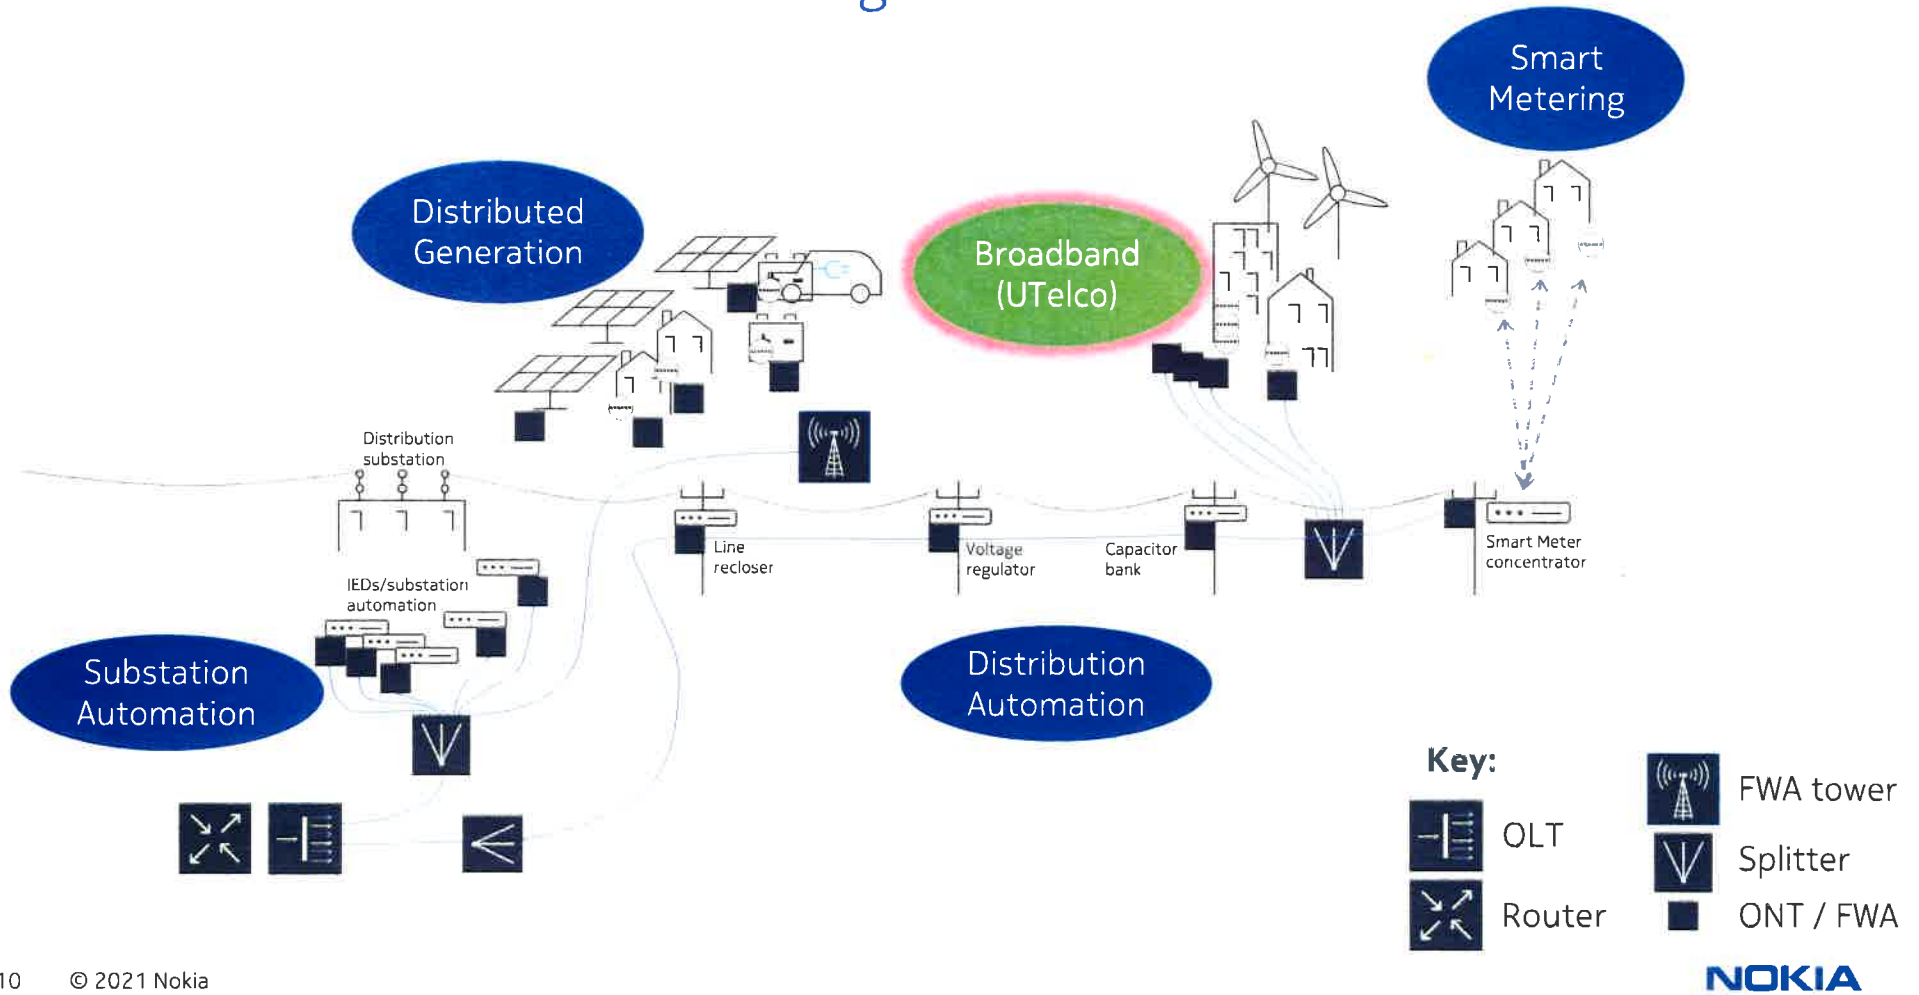 Smart
Metering
Distributed
Generation
Broadband
(UTelco)
Distribution
substation
Line
recloser
Voltage
regulator
Capacitor
bank
Smart Meter
concentrator
IEDs/substation
automation
Substation
Automation
Distribution
Automation
Key:
OLT
Router
FWA tower
Splitter
ONT / FWA
10
© 2021 Nokia
NOKIA